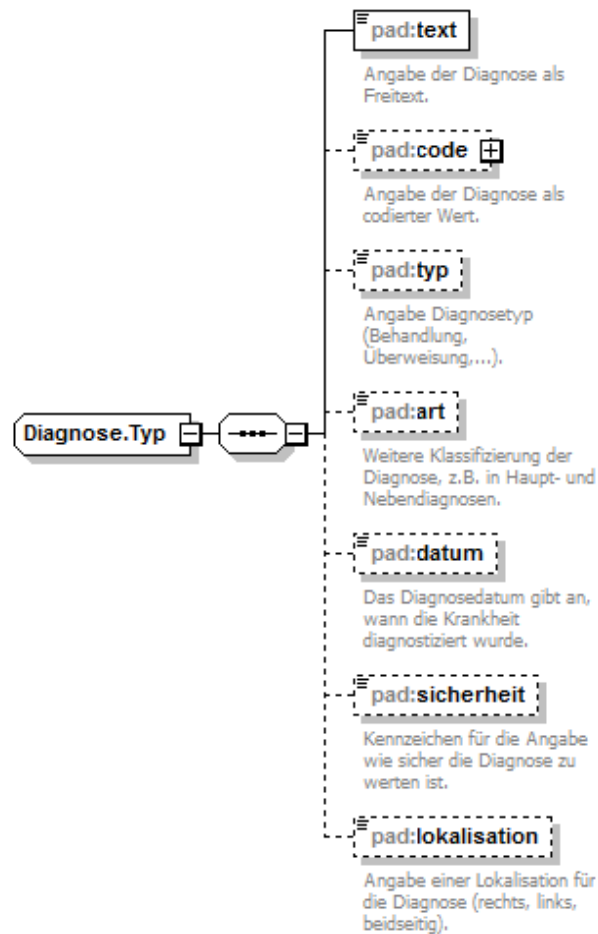 pad:text
Angabe der Diagnose als
Freitext.
pad:code
Angabe der Diagnose als
codierter Wert.
pad:typ
Angabe Diagnosetyp
(Behandlung,
Überweisung,...).
Diagnose.Typ
pad:art
Weitere Klassifizierung der
Diagnose, z.B. in Haupt- und
Nebendiagnosen.
pad:datum
Das Diagnosedatum gibt an,
wann die Krankheit
diagnostiziert wurde.
pad:sicherheit
Kennzeichen für die Angabe
wie sicher die Diagnose zu
werten ist.
pad:lokalisation
Angabe einer Lokalisation für
die Diagnose (rechts, links,
beidseitig).